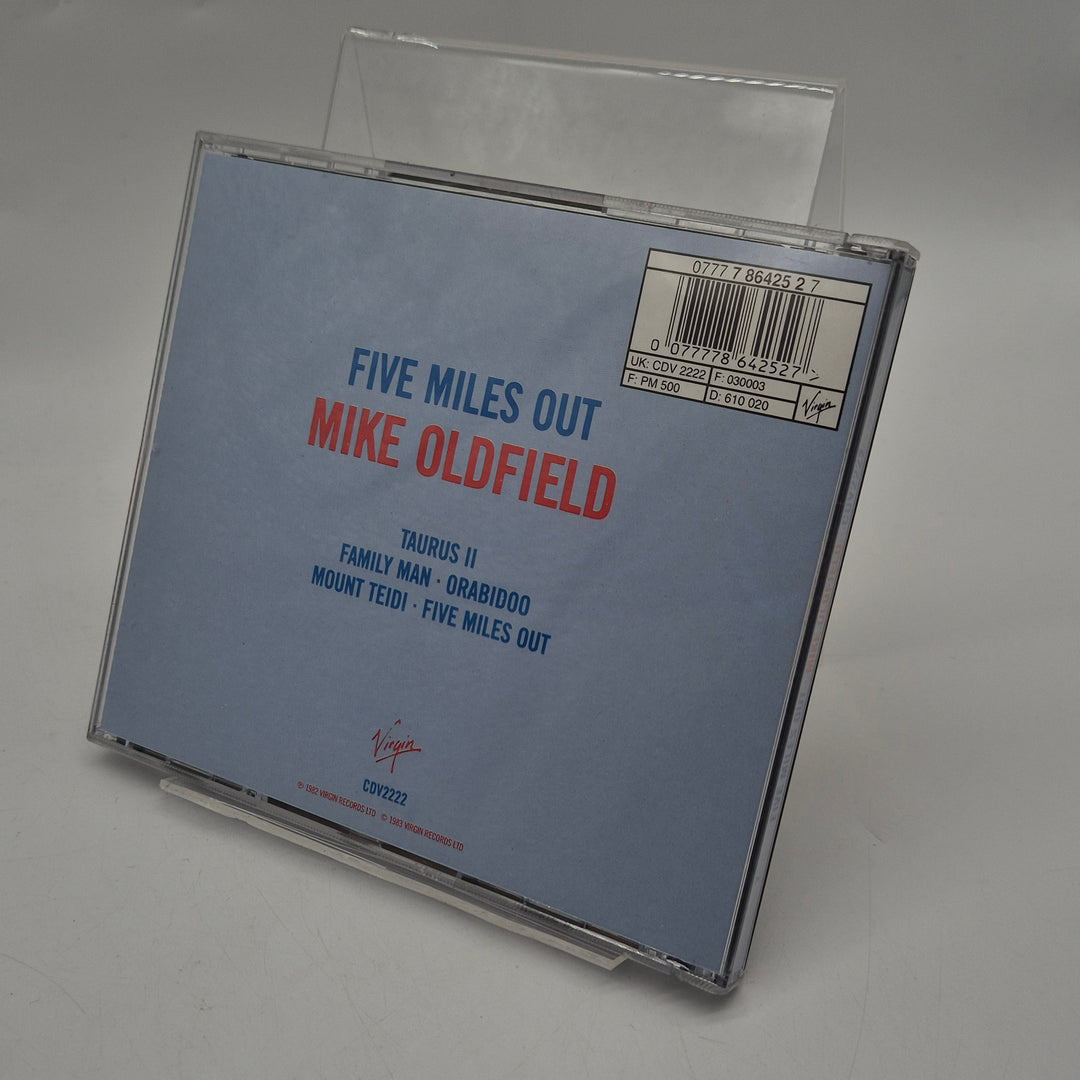 0777 7 86425 2 7
0 077778 642527
UK: CDV 2222 F: 030003
F: PM 500 D: 610 020
Virgin
FIVE MILES OUT
MIKE OLDFIELD
TAURUS II
FAMILY MAN · ORABIDOO
MOUNT TEIDI · FIVE MILES OUT
Virgin
CDV2222
℗ 1982 VIRGIN RECORDS LTD © 1983 VIRGIN RECORDS LTD